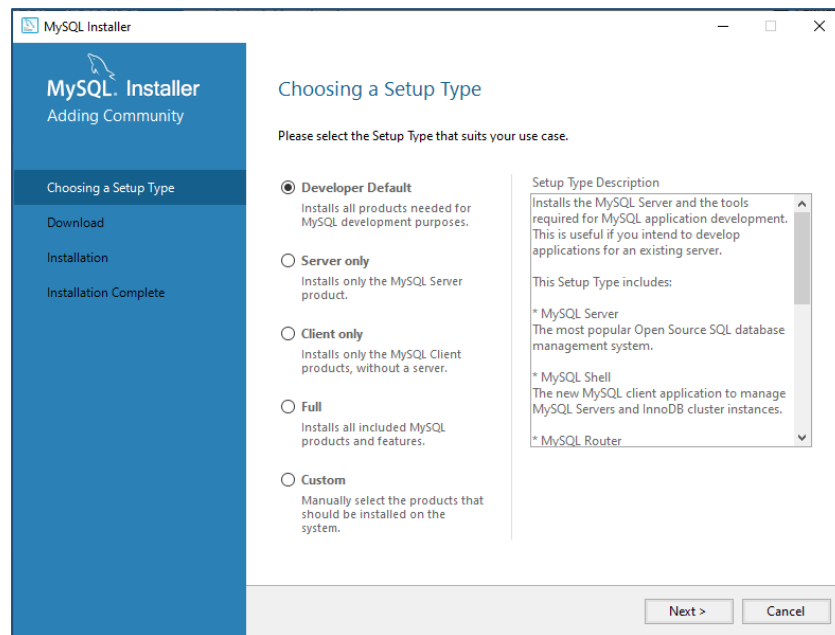 MySQL Installer
MySQL. Installer
Adding Community
Choosing a Setup Type
Download
Installation
Installation Complete
Choosing a Setup Type
Please select the Setup Type that suits your use case.
Developer Default
Installs all products needed for
MySQL development purposes.
Server only
Installs only the MySQL Server
product.
Client only
Installs only the MySQL Client
products, without a server.
Full
Installs all included MySQL
products and features.
Custom
Manually select the products that
should be installed on the
system.
Setup Type Description
Installs the MySQL Server and the tools
required for MySQL application development.
This is useful if you intend to develop
applications for an existing server.
This Setup Type includes:
* MySQL Server
The most popular Open Source SQL database
management system.
* MySQL Shell
The new MySQL client application to manage
MySQL Servers and InnoDB cluster instances.
* MySQL Router
Next >
Cancel